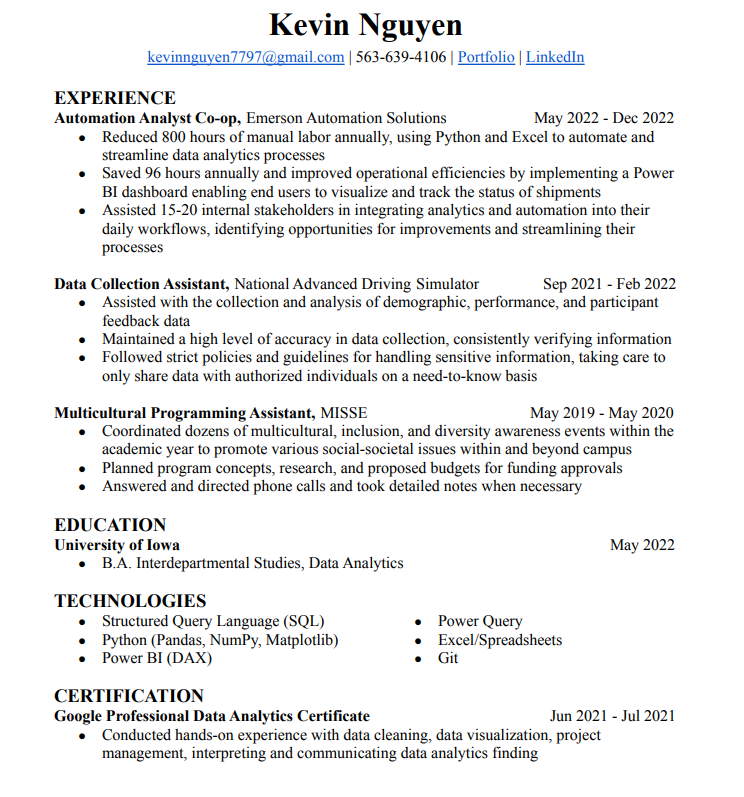 Kevin Nguyen
kevinnguyen7797@gmail.com | 563-639-4106 | Portfolio | LinkedIn
EXPERIENCE
Automation Analyst Co-op, Emerson Automation Solutions May 2022 - Dec 2022
● Reduced 800 hours of manual labor annually, using Python and Excel to automate and
streamline data analytics processes
● Saved 96 hours annually and improved operational efficiencies by implementing a Power
BI dashboard enabling end users to visualize and track the status of shipments
● Assisted 15-20 internal stakeholders in integrating analytics and automation into their
daily workflows, identifying opportunities for improvements and streamlining their
processes
Data Collection Assistant, National Advanced Driving Simulator Sep 2021 - Feb 2022
● Assisted with the collection and analysis of demographic, performance, and participant
feedback data
● Maintained a high level of accuracy in data collection, consistently verifying information
● Followed strict policies and guidelines for handling sensitive information, taking care to
only share data with authorized individuals on a need-to-know basis
Multicultural Programming Assistant, MISSE May 2019 - May 2020
● Coordinated dozens of multicultural, inclusion, and diversity awareness events within the
academic year to promote various social-societal issues within and beyond campus
● Planned program concepts, research, and proposed budgets for funding approvals
● Answered and directed phone calls and took detailed notes when necessary
EDUCATION
University of Iowa May 2022
● B.A. Interdepartmental Studies, Data Analytics
TECHNOLOGIES
● Structured Query Language (SQL)
● Python (Pandas, NumPy, Matplotlib)
● Power BI (DAX)
● Power Query
● Excel/Spreadsheets
● Git
CERTIFICATION
Google Professional Data Analytics Certificate Jun 2021 - Jul 2021
● Conducted hands-on experience with data cleaning, data visualization, project
management, interpreting and communicating data analytics finding